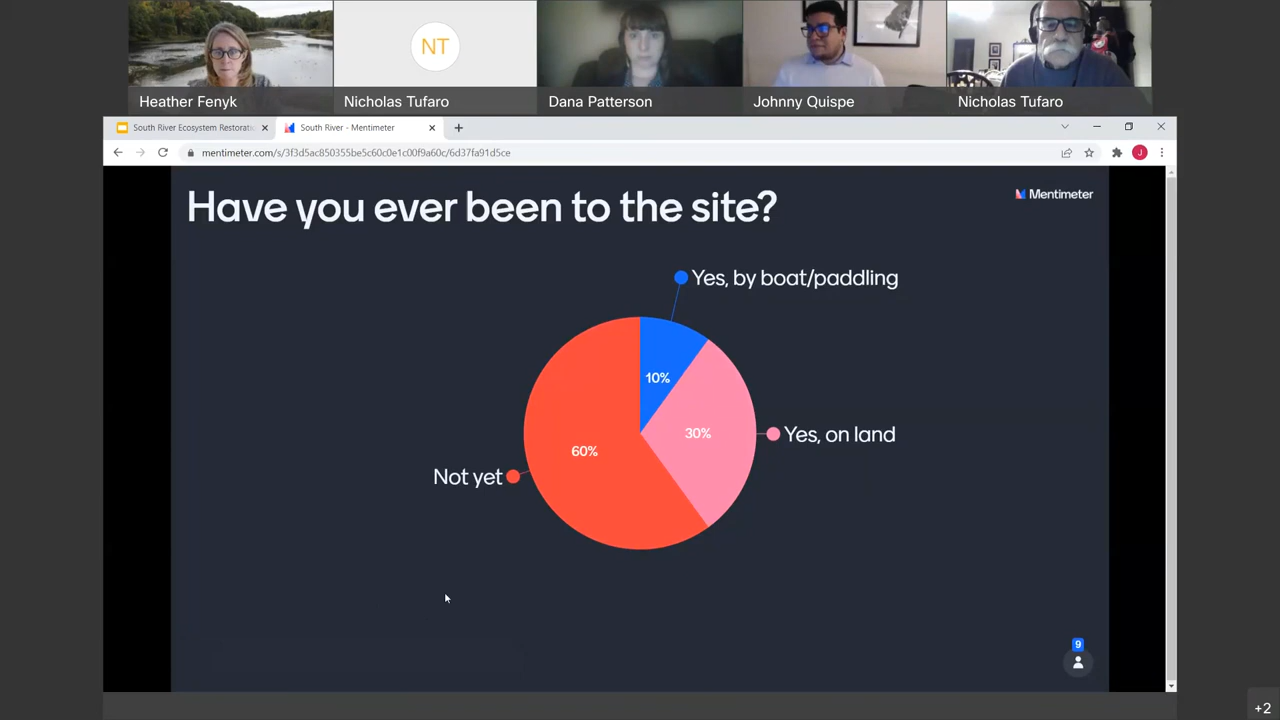 NT
Heather Fenyk
Nicholas Tufaro
Dana Patterson
Johnny Quispe
Nicholas Tufaro
South River Ecosystem Restoratio
South River - Mentimeter
mentimeter.com/s/3f3d5ac850355be5c60c0e1c00f9a60c/6d37fa91d5ce
J
Have you ever been to the site?
Mentimeter
Yes, by boat/paddling
10%
30%
Yes, on land
60%
Not yet
9
+2